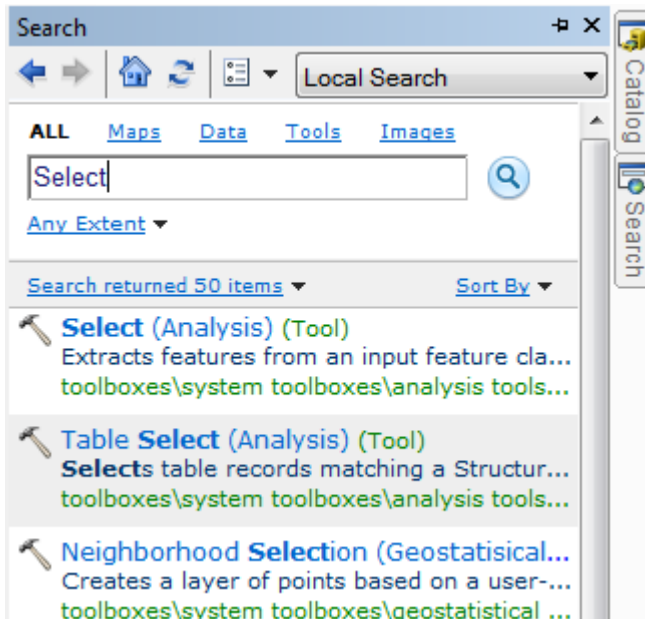 Search
Local Search
ALL Maps Data Tools Images
Select
Any Extent
Search returned 50 items Sort By
Select (Analysis) (Tool)
Extracts features from an input feature cla...
toolboxes\system toolboxes\analysis tools...
Table Select (Analysis) (Tool)
Selects table records matching a Structur...
toolboxes\system toolboxes\analysis tools...
Neighborhood Selection (Geostatisical...
Creates a layer of points based on a user-...
toolboxes\system toolboxes\geostatistical ...
Catalog
Search